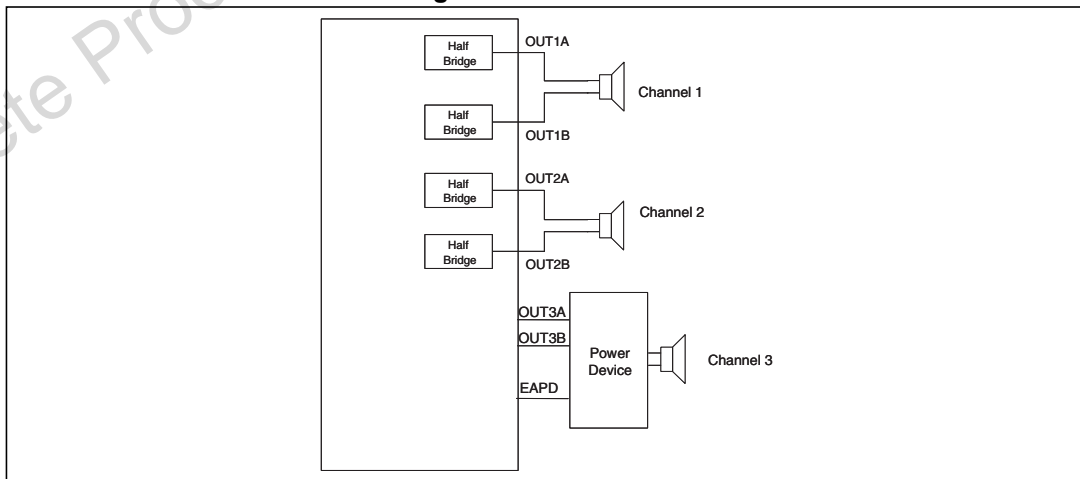 Half
Bridge
OUT1A
Channel 1
Half
Bridge
OUT1B
Half
Bridge
OUT2A
Channel 2
Half
Bridge
OUT2B
OUT3A
OUT3B
Power
Device
Channel 3
EAPD